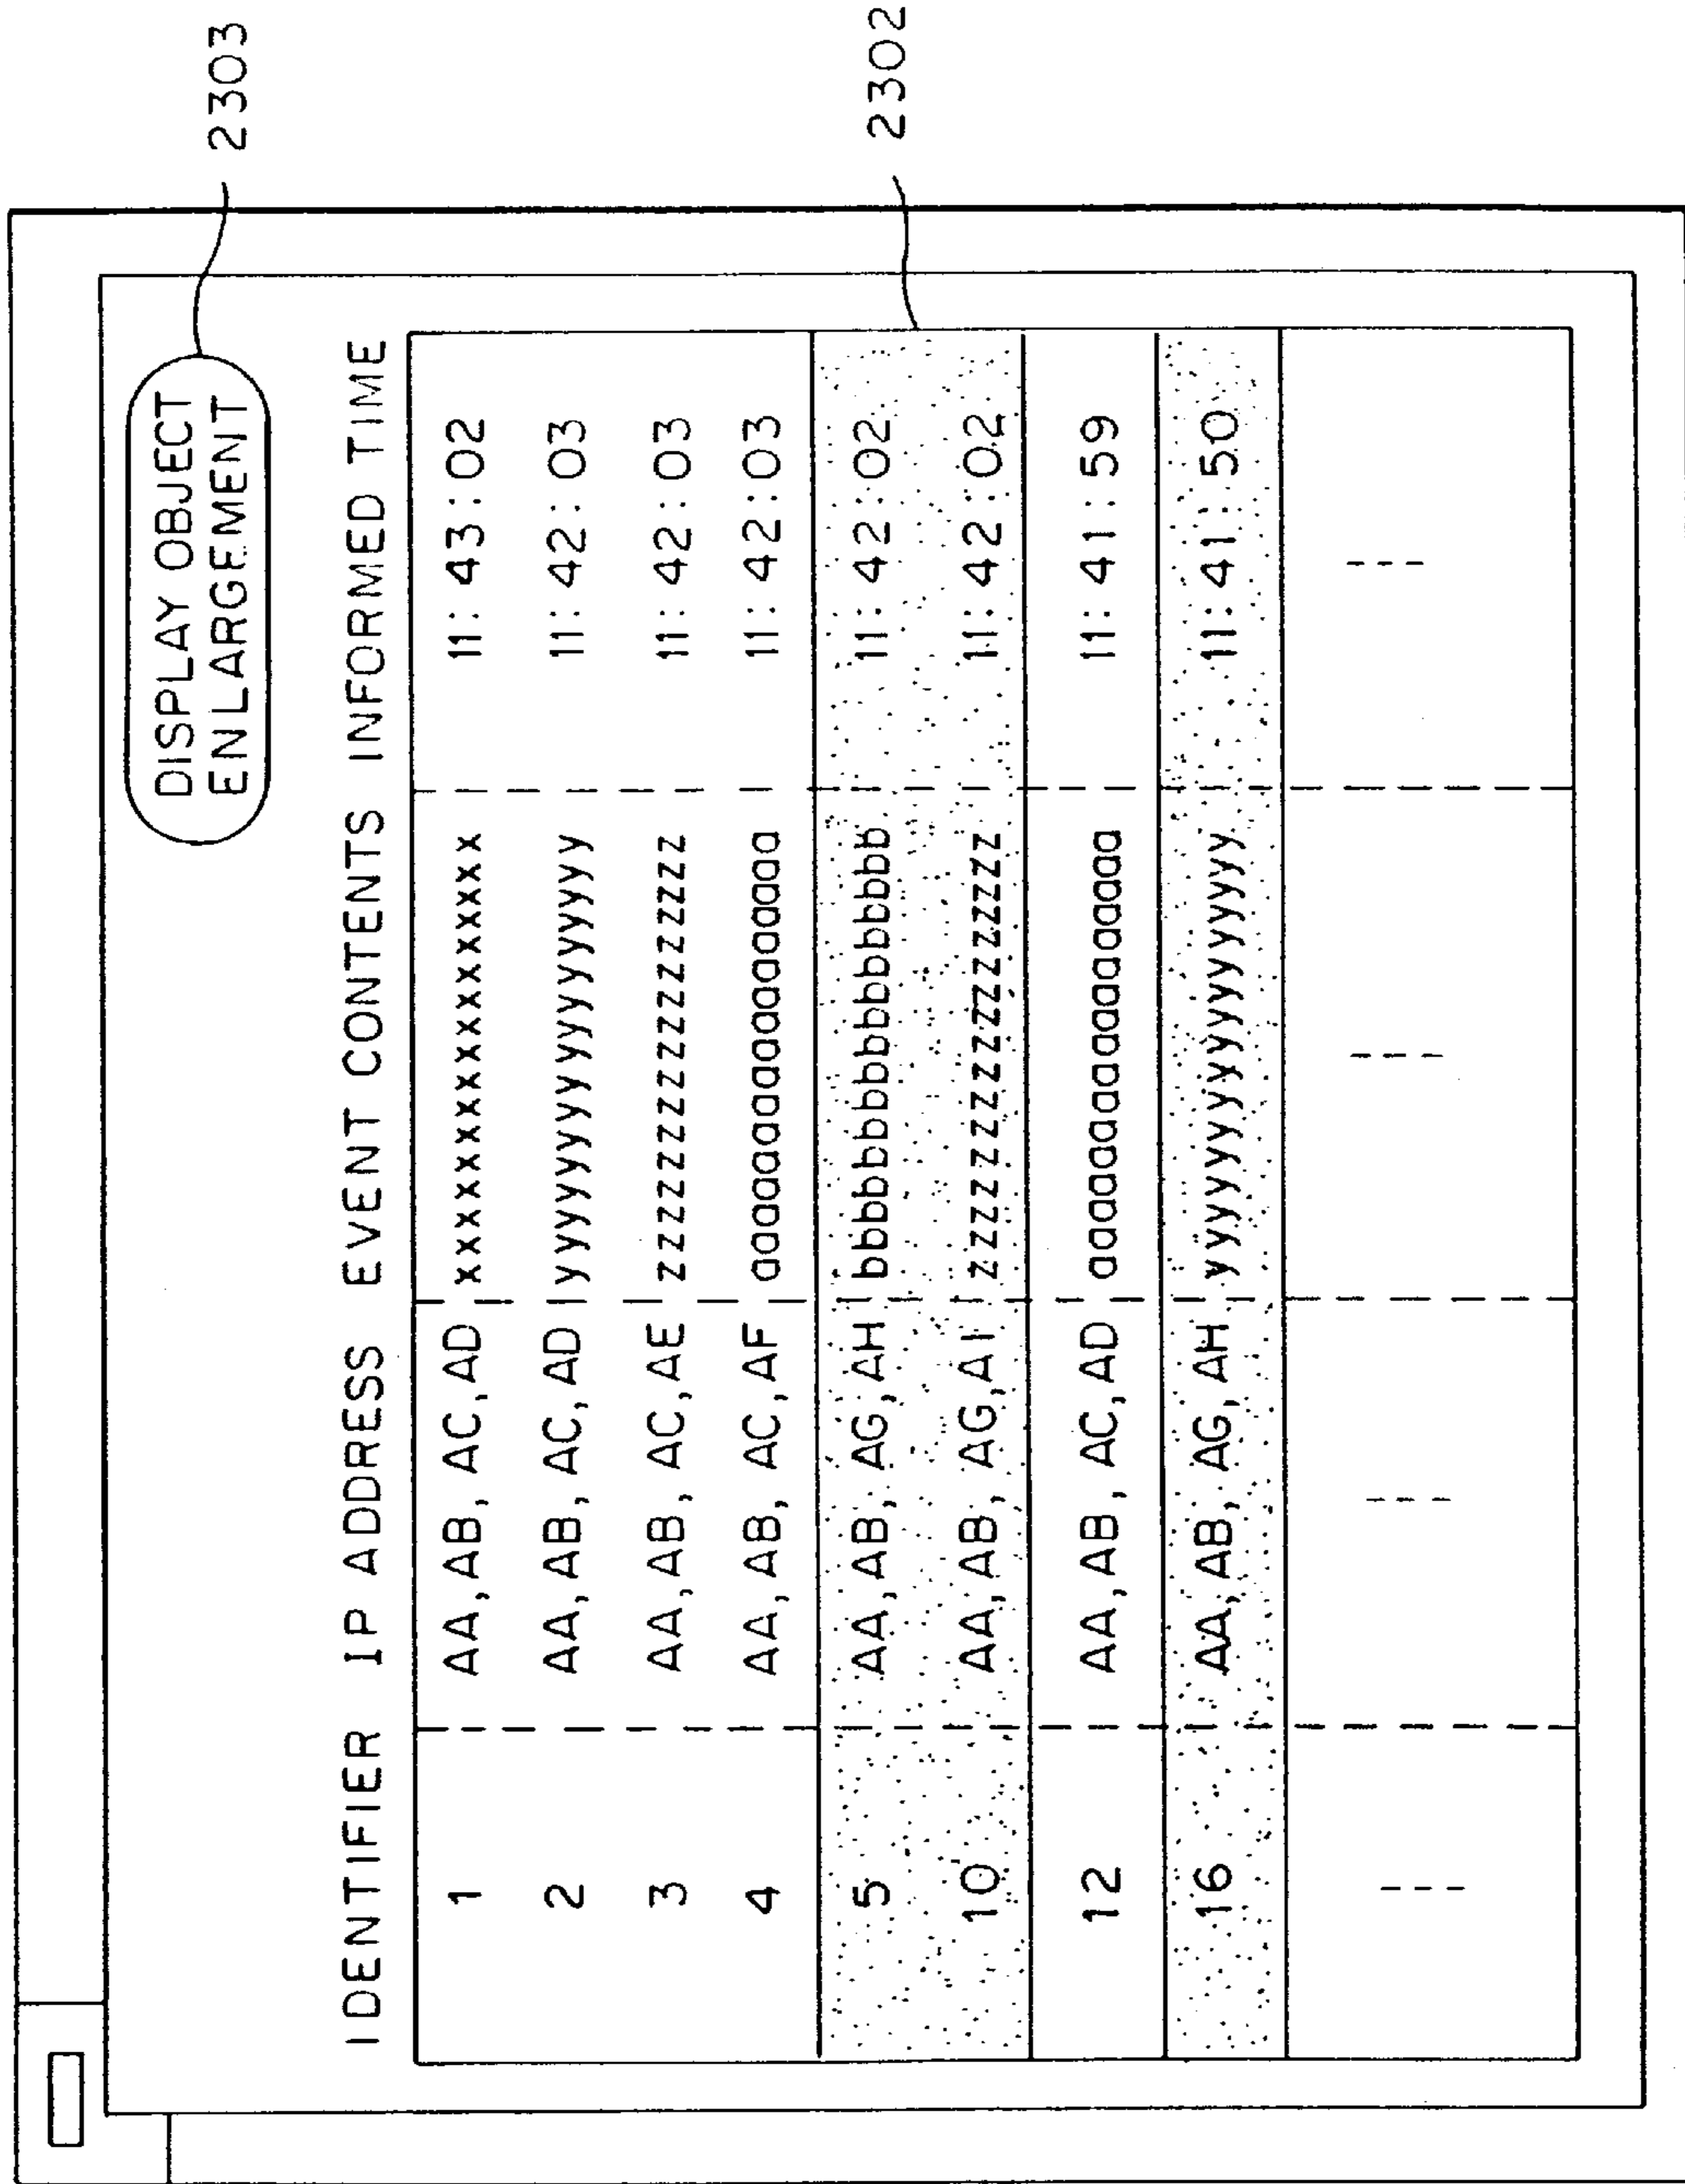 DISPLAY OBJECT
ENLARGEMENT
2303
IDENTIFIER IP ADDRESS EVENT CONTENTS INFORMED TIME
1 AA, AB, AC, AD xxxxxxxxxxxxxxxx 11:43:02
2 AA, AB, AC, AD yyyyyyyyyyyyyyyy 11:42:03
3 AA, AB, AC, AE zzzzzzzzzzzzzzzz 11:42:03
4 AA, AB, AC, AF aaaaaaaaaaaaaaaa 11:42:03
5 AA, AB, AG, AH bbbbbbbbbbbbbbbb 11:42:02
2302
10 AA, AB, AG, AI zzzzzzzzzzzzzzzz 11:42:02
12 AA, AB, AC, AD aaaaaaaaaaaaaaaa 11:41:59
16 AA, AB, AG, AH yyyyyyyyyyyyyyyy 11:41:50
--- --- --- ---